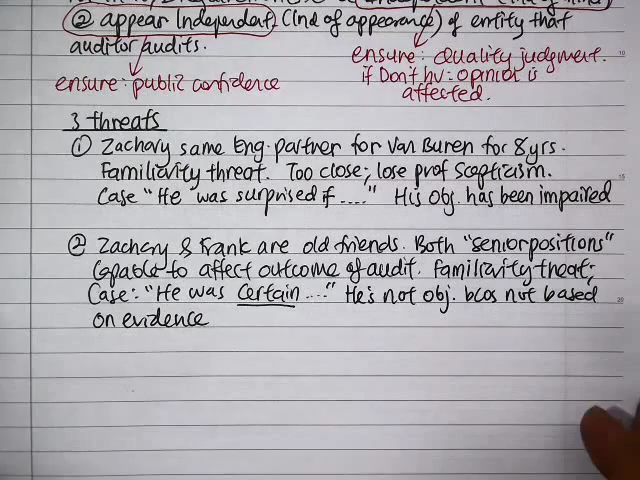 ② appear Independent (Ind of appearance) of entity that
auditor audits.
ensure: Quality judgment.
if Don't hv: opinion is
affected.
ensure: public confidence
3 threats
① Zachary same Eng. partner for Van Buren for 8 yrs.
Familiarity threat. Too close; lose prof Scepticism.
Case "He was surprised if ...." His Obj. has been impaired
② Zachary & Frank are old friends. Both "senior positions"
Capable to affect outcome of audit. Familiarity threat;
Case: "He was certain ...." He's not obj. bcos not based
on evidence